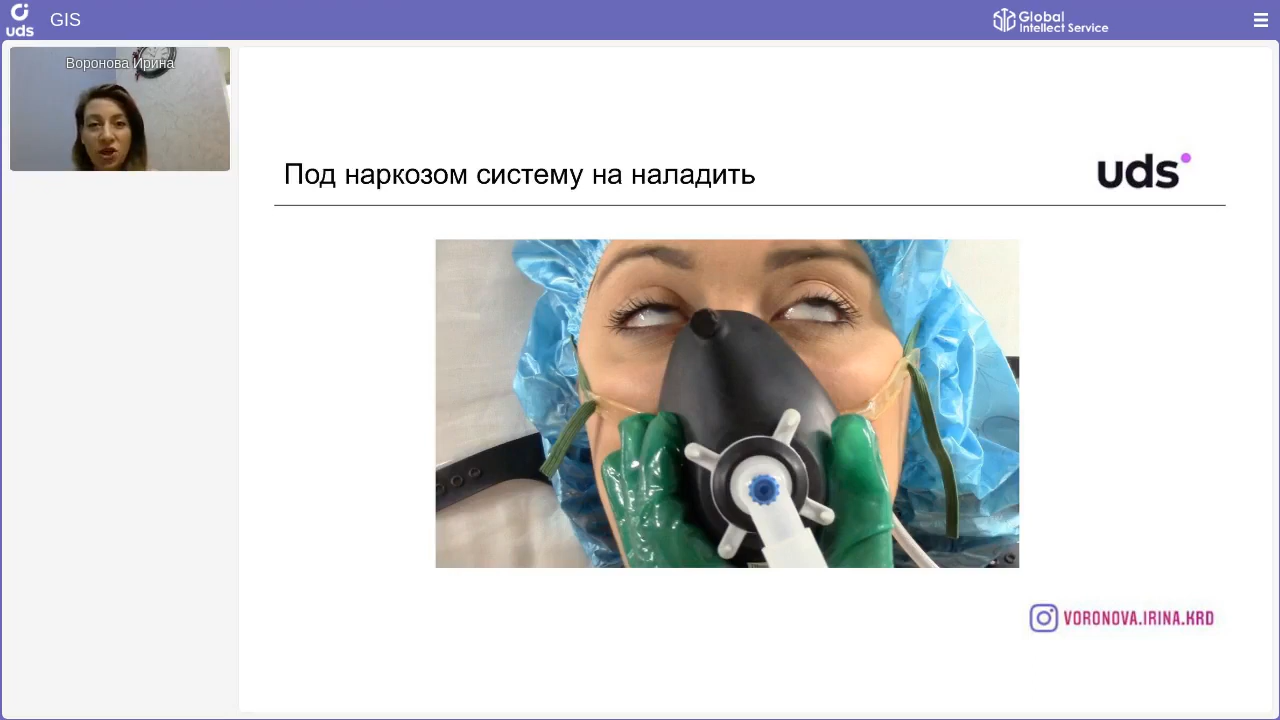 uds
GIS
Global
Intellect Service
Воронова Ирина
Под наркозом систему на наладить
uds
VORONOVA.IRINA.KRD